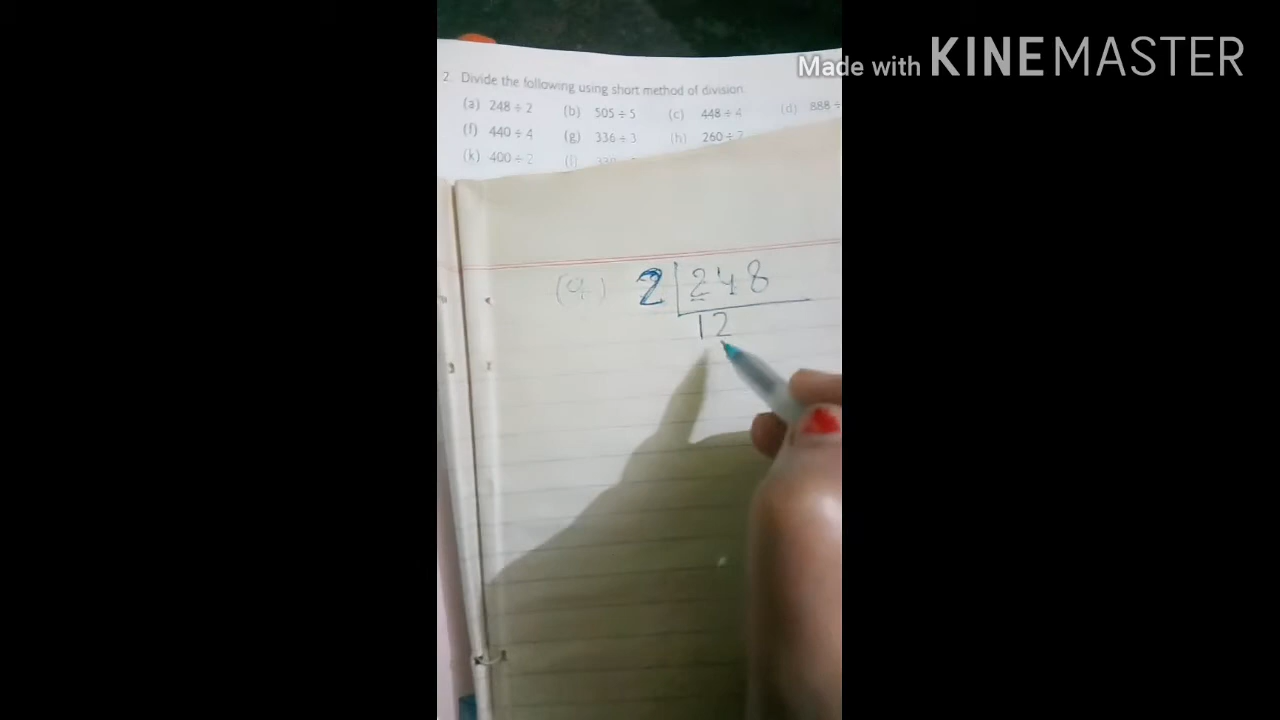 Made with KINEMASTER
2. Divide the following using short method of division.
(a) 248 ÷ 2 (b) 505 ÷ 5 (c) 448 ÷ 4 (d) 888 ÷
(f) 440 ÷ 4 (g) 336 ÷ 3 (h) 260 ÷
(k) 400 ÷ 2 (l)
(a) 2 248
12